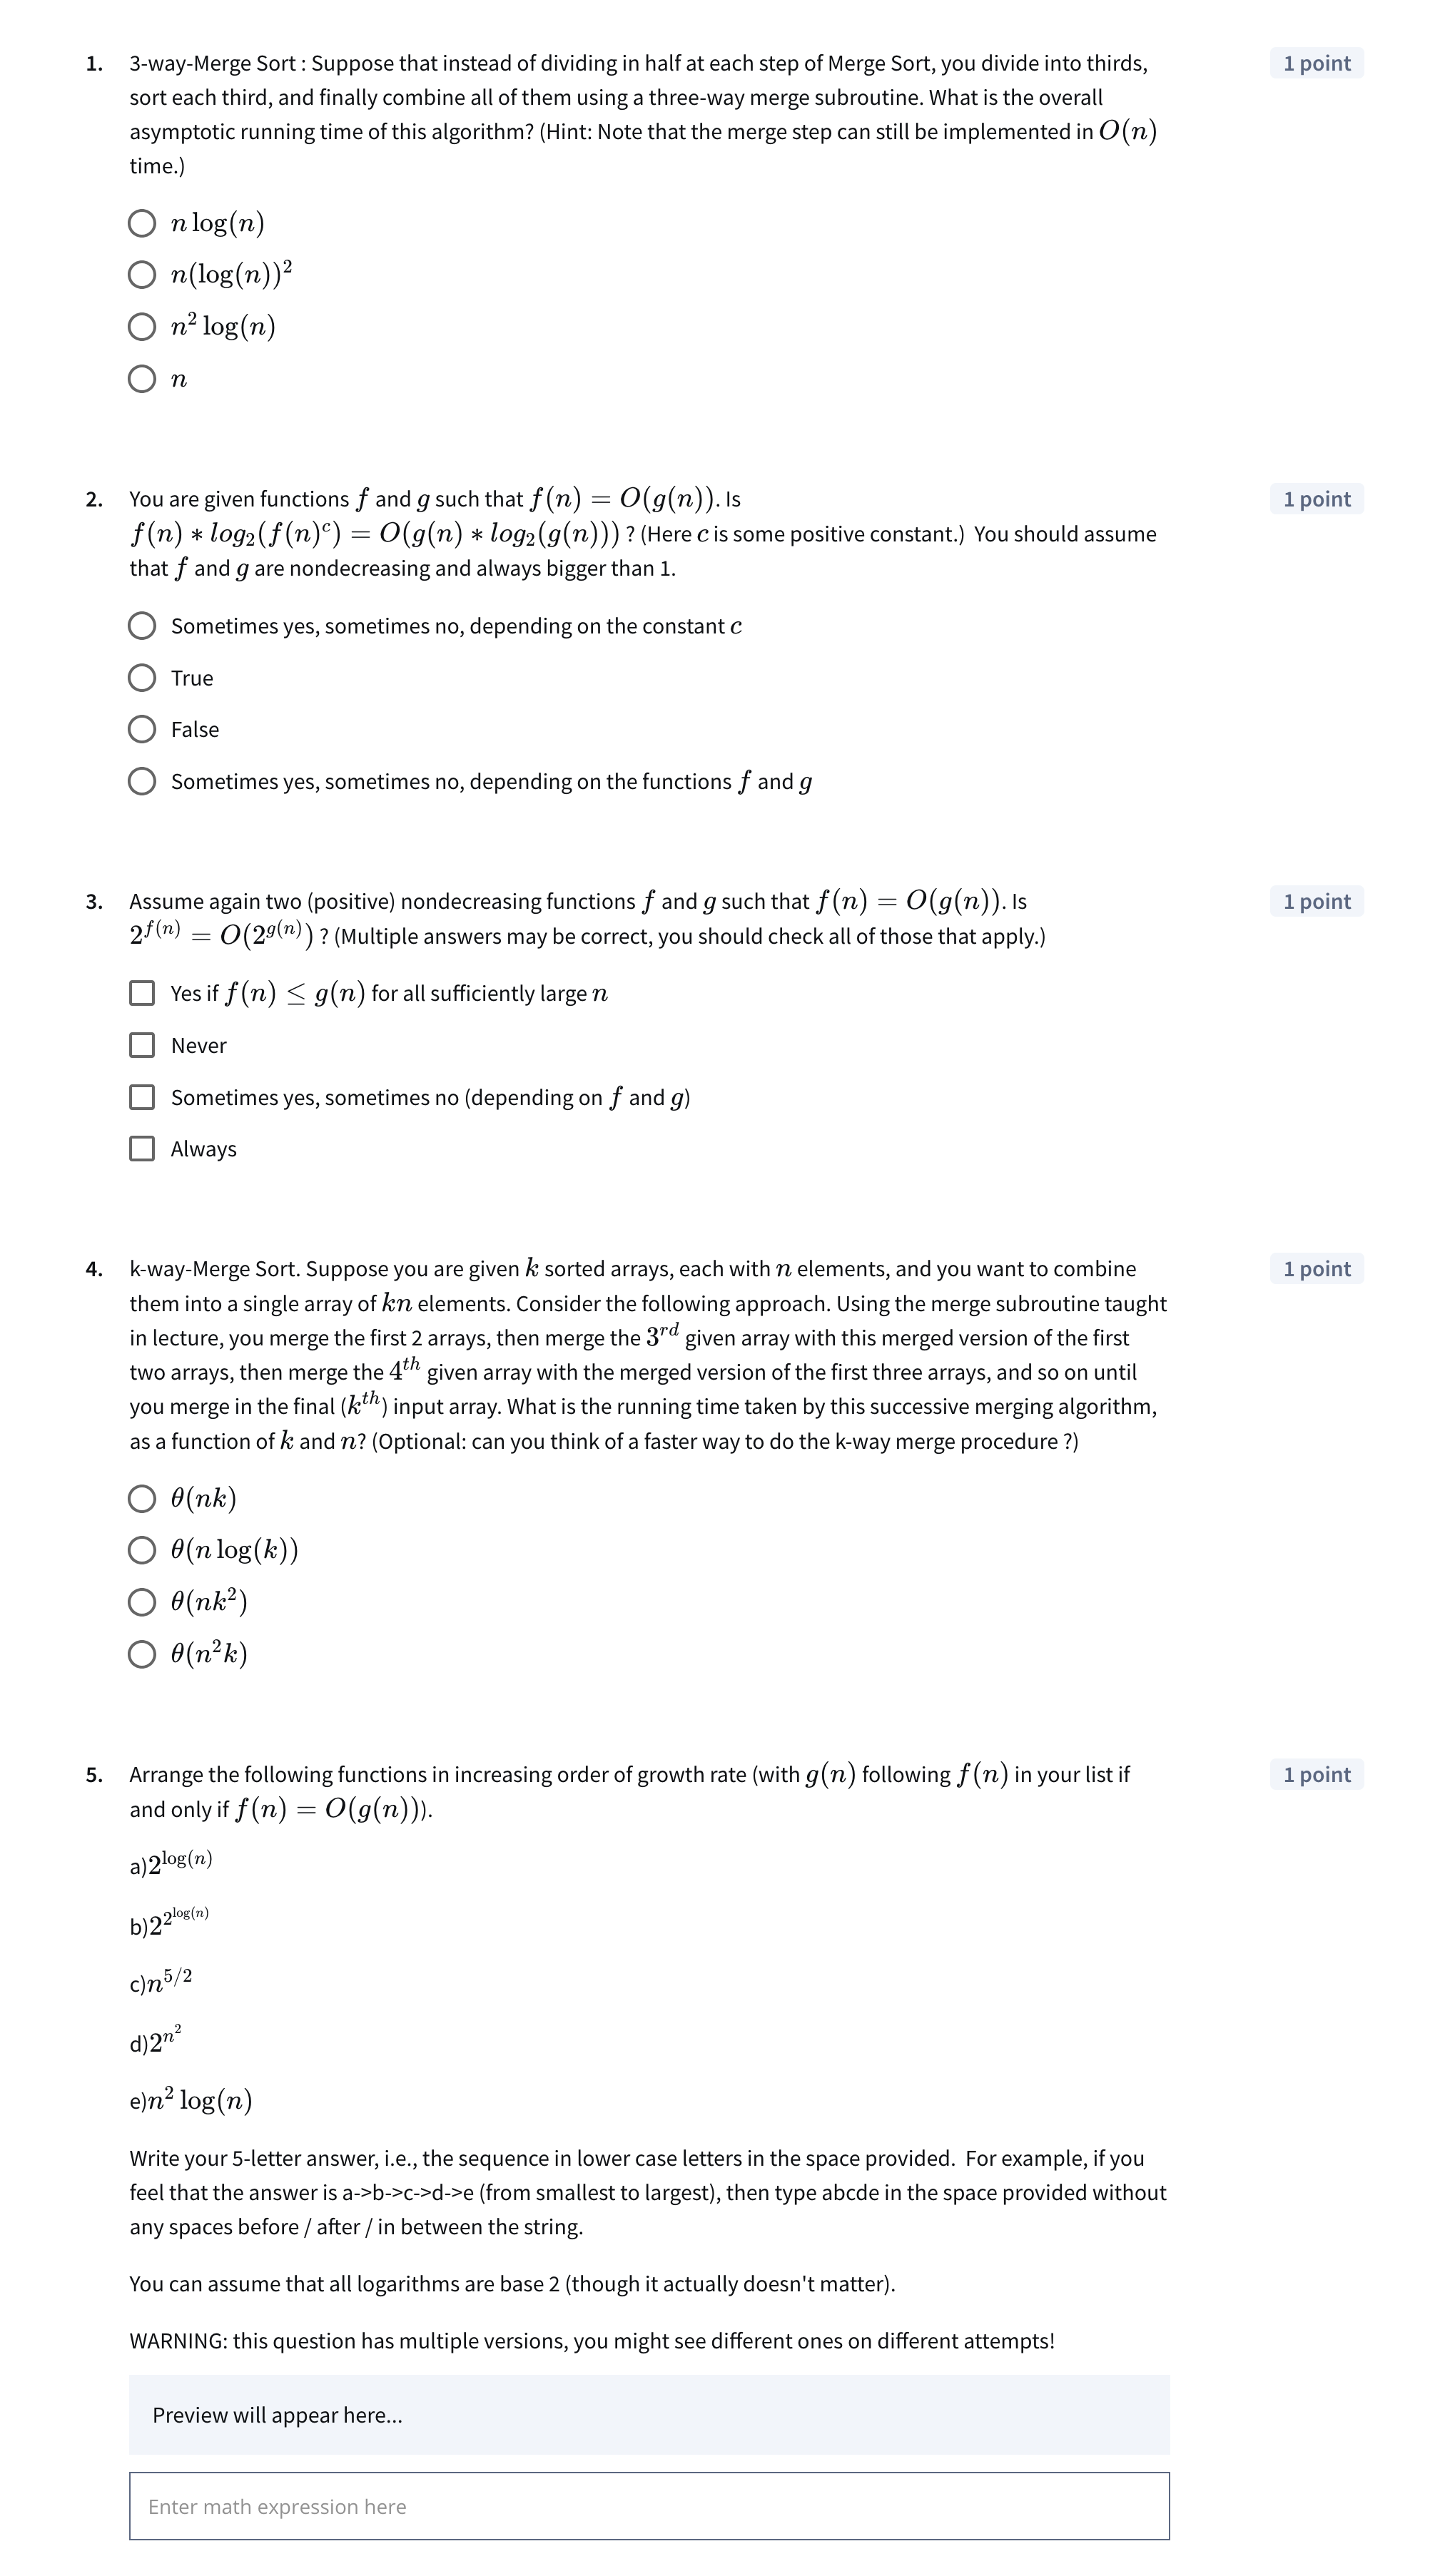 1. 3-way-Merge Sort : Suppose that instead of dividing in half at each step of Merge Sort, you divide into thirds, 1 point
sort each third, and finally combine all of them using a three-way merge subroutine. What is the overall
asymptotic running time of this algorithm? (Hint: Note that the merge step can still be implemented in O(n)
time.)
n log(n)
n(log(n))²
n² log(n)
n
2. You are given functions f and g such that f(n) = O(g(n)). Is 1 point
f(n) ∗ log₂(f(n)ᶜ) = O(g(n) ∗ log₂(g(n))) ? (Here c is some positive constant.) You should assume
that f and g are nondecreasing and always bigger than 1.
Sometimes yes, sometimes no, depending on the constant c
True
False
Sometimes yes, sometimes no, depending on the functions f and g
3. Assume again two (positive) nondecreasing functions f and g such that f(n) = O(g(n)). Is 1 point
2^{f(n)} = O(2^{g(n)}) ? (Multiple answers may be correct, you should check all of those that apply.)
Yes if f(n) ≤ g(n) for all sufficiently large n
Never
Sometimes yes, sometimes no (depending on f and g)
Always
4. k-way-Merge Sort. Suppose you are given k sorted arrays, each with n elements, and you want to combine 1 point
them into a single array of kn elements. Consider the following approach. Using the merge subroutine taught
in lecture, you merge the first 2 arrays, then merge the 3^{rd} given array with this merged version of the first
two arrays, then merge the 4^{th} given array with the merged version of the first three arrays, and so on until
you merge in the final (k^{th}) input array. What is the running time taken by this successive merging algorithm,
as a function of k and n? (Optional: can you think of a faster way to do the k-way merge procedure ?)
θ(nk)
θ(n log(k))
θ(nk²)
θ(n²k)
5. Arrange the following functions in increasing order of growth rate (with g(n) following f(n) in your list if 1 point
and only if f(n) = O(g(n))).
a)2^{log(n)}
b)2^{2^{log(n)}}
c)n^{5/2}
d)2^{n²}
e)n² log(n)
Write your 5-letter answer, i.e., the sequence in lower case letters in the space provided. For example, if you
feel that the answer is a->b->c->d->e (from smallest to largest), then type abcde in the space provided without
any spaces before / after / in between the string.
You can assume that all logarithms are base 2 (though it actually doesn't matter).
WARNING: this question has multiple versions, you might see different ones on different attempts!
Preview will appear here...
Enter math expression here